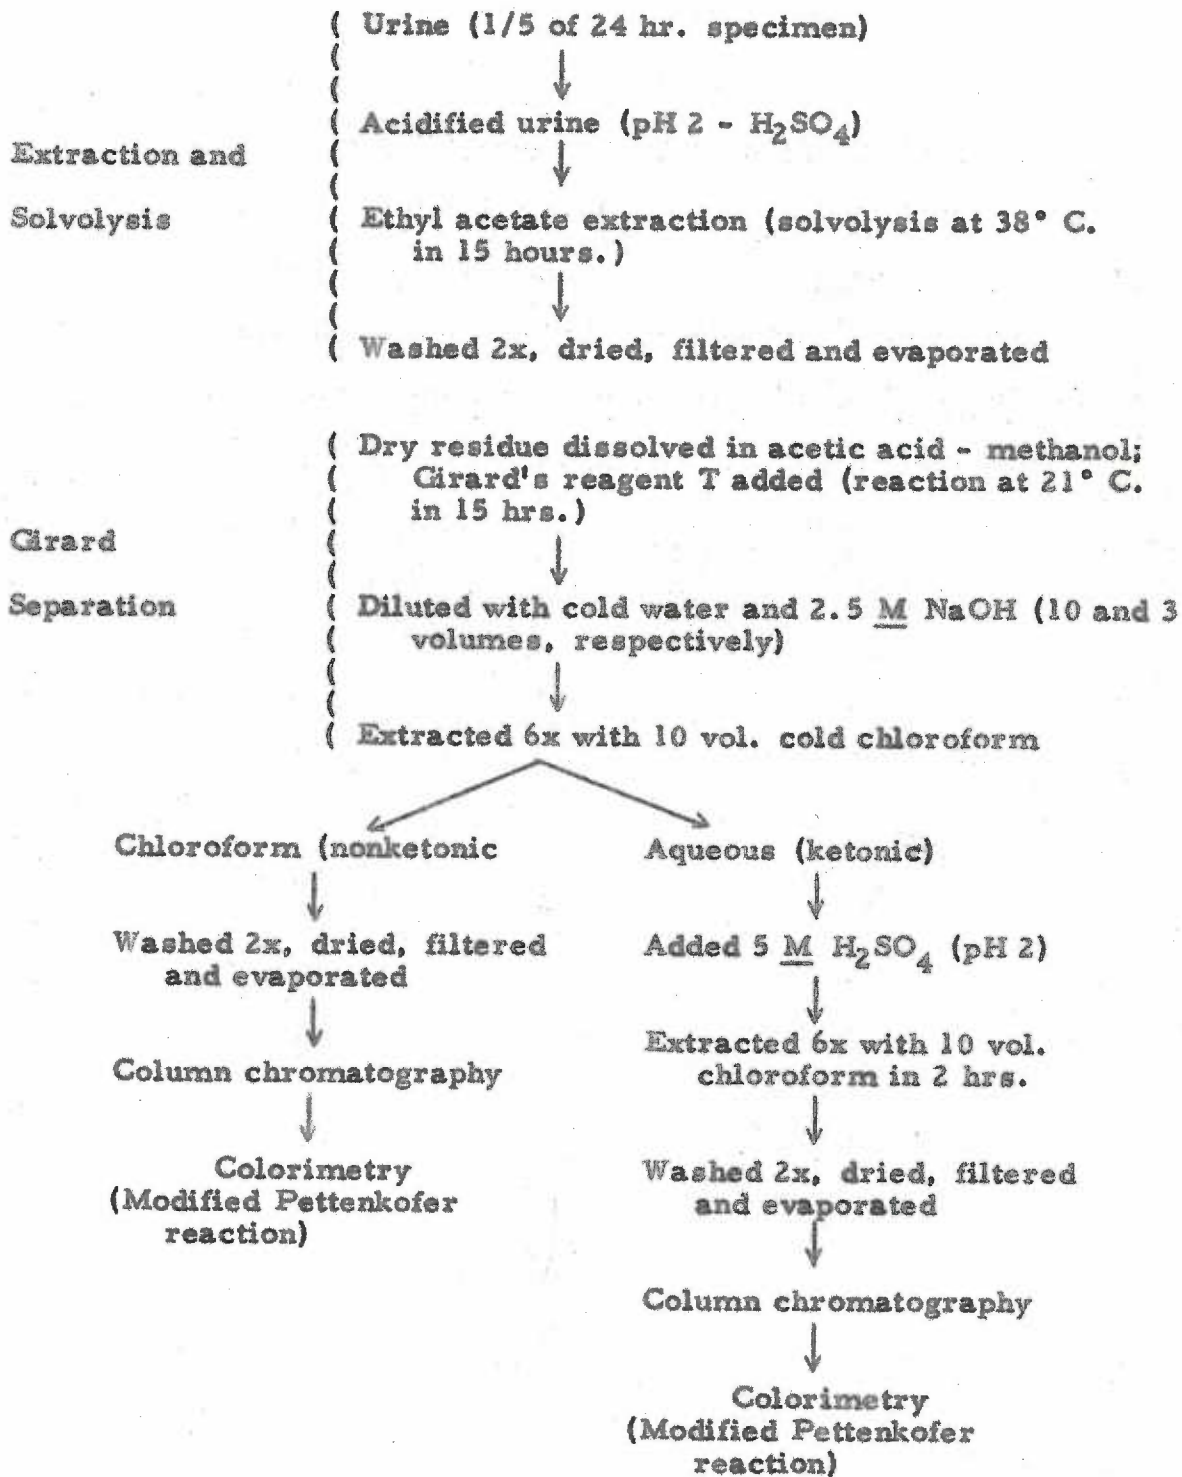 ( Urine (1/5 of 24 hr. specimen)
( Acidified urine (pH 2 - H₂SO₄)
Extraction and
Solvolysis
( Ethyl acetate extraction (solvolysis at 38° C.
in 15 hours.)
( Washed 2x, dried, filtered and evaporated
( Dry residue dissolved in acetic acid - methanol;
Girard's reagent T added (reaction at 21° C.
in 15 hrs.)
Girard
Separation
( Diluted with cold water and 2.5 M NaOH (10 and 3
volumes, respectively)
( Extracted 6x with 10 vol. cold chloroform
Chloroform (nonketonic
Washed 2x, dried, filtered
and evaporated
Column chromatography
Colorimetry
(Modified Pettenkofer
reaction)
Aqueous (ketonic)
Added 5 M H₂SO₄ (pH 2)
Extracted 6x with 10 vol.
chloroform in 2 hrs.
Washed 2x, dried, filtered
and evaporated
Column chromatography
Colorimetry
(Modified Pettenkofer
reaction)